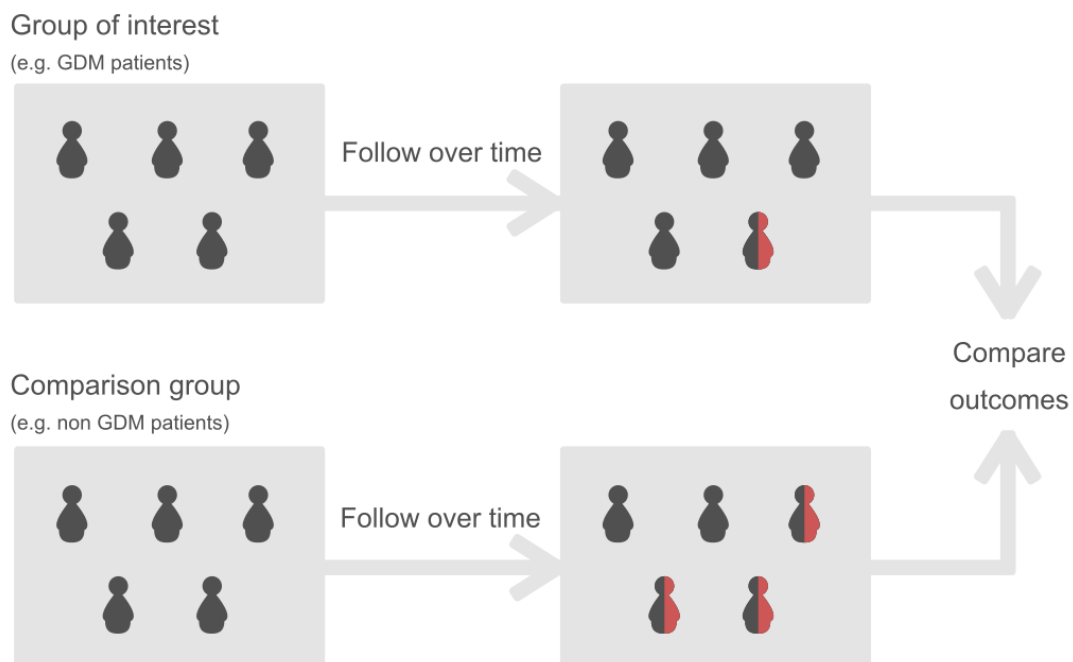 Group of interest
(e.g. GDM patients)
Follow over time
Compare
outcomes
Comparison group
(e.g. non GDM patients)
Follow over time